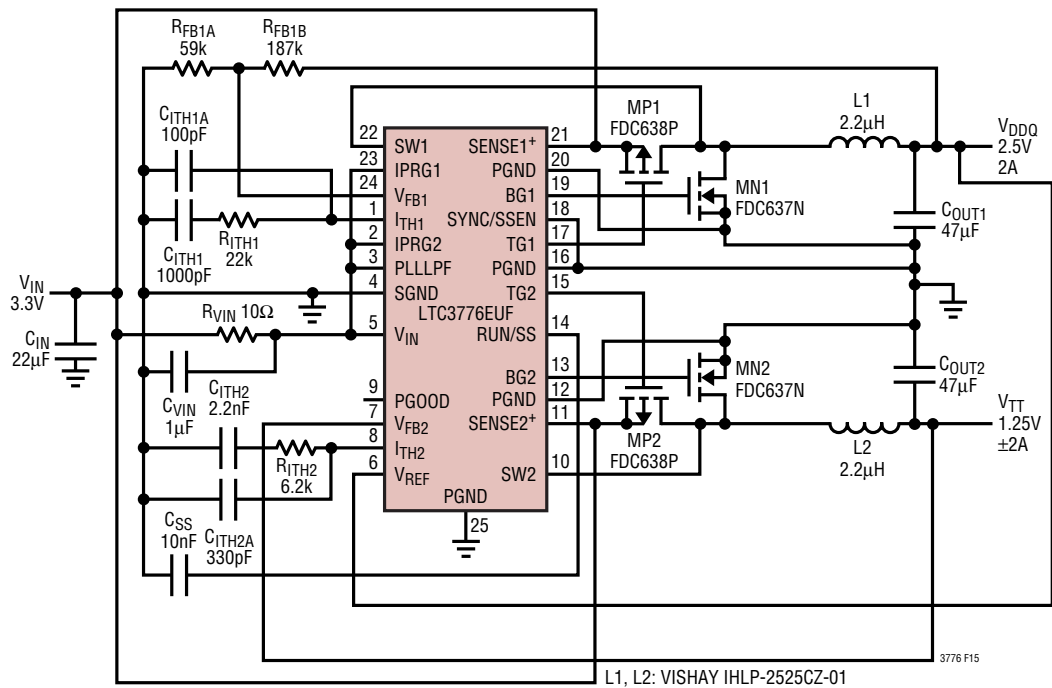 RFB1A
59k
RFB1B
187k
CITH1A
100pF
CITH1
1000pF
RITH1
22k
VIN
3.3V
CIN
22μF
RVIN 10Ω
CVIN
1μF
CITH2
2.2nF
RITH2
6.2k
CITH2A
330pF
CSS
10nF
22 SW1
23 IPRG1
24 VFB1
1 ITH1
2 IPRG2
3 PLLLPF
4 SGND
LTC3776EUF
5 VIN
9 PGOOD
7 VFB2
8 ITH2
6 VREF
PGND
25
SENSE1+ 21
PGND 20
BG1 19
SYNC/SSEN 18
TG1 17
PGND 16
TG2 15
RUN/SS 14
BG2 13
PGND 12
SENSE2+ 11
SW2 10
MP1
FDC638P
MN1
FDC637N
L1
2.2μH
VDDQ
2.5V
2A
COUT1
47μF
MN2
FDC637N
MP2
FDC638P
COUT2
47μF
L2
2.2μH
VTT
1.25V
±2A
3776 F15
L1, L2: VISHAY IHLP-2525CZ-01